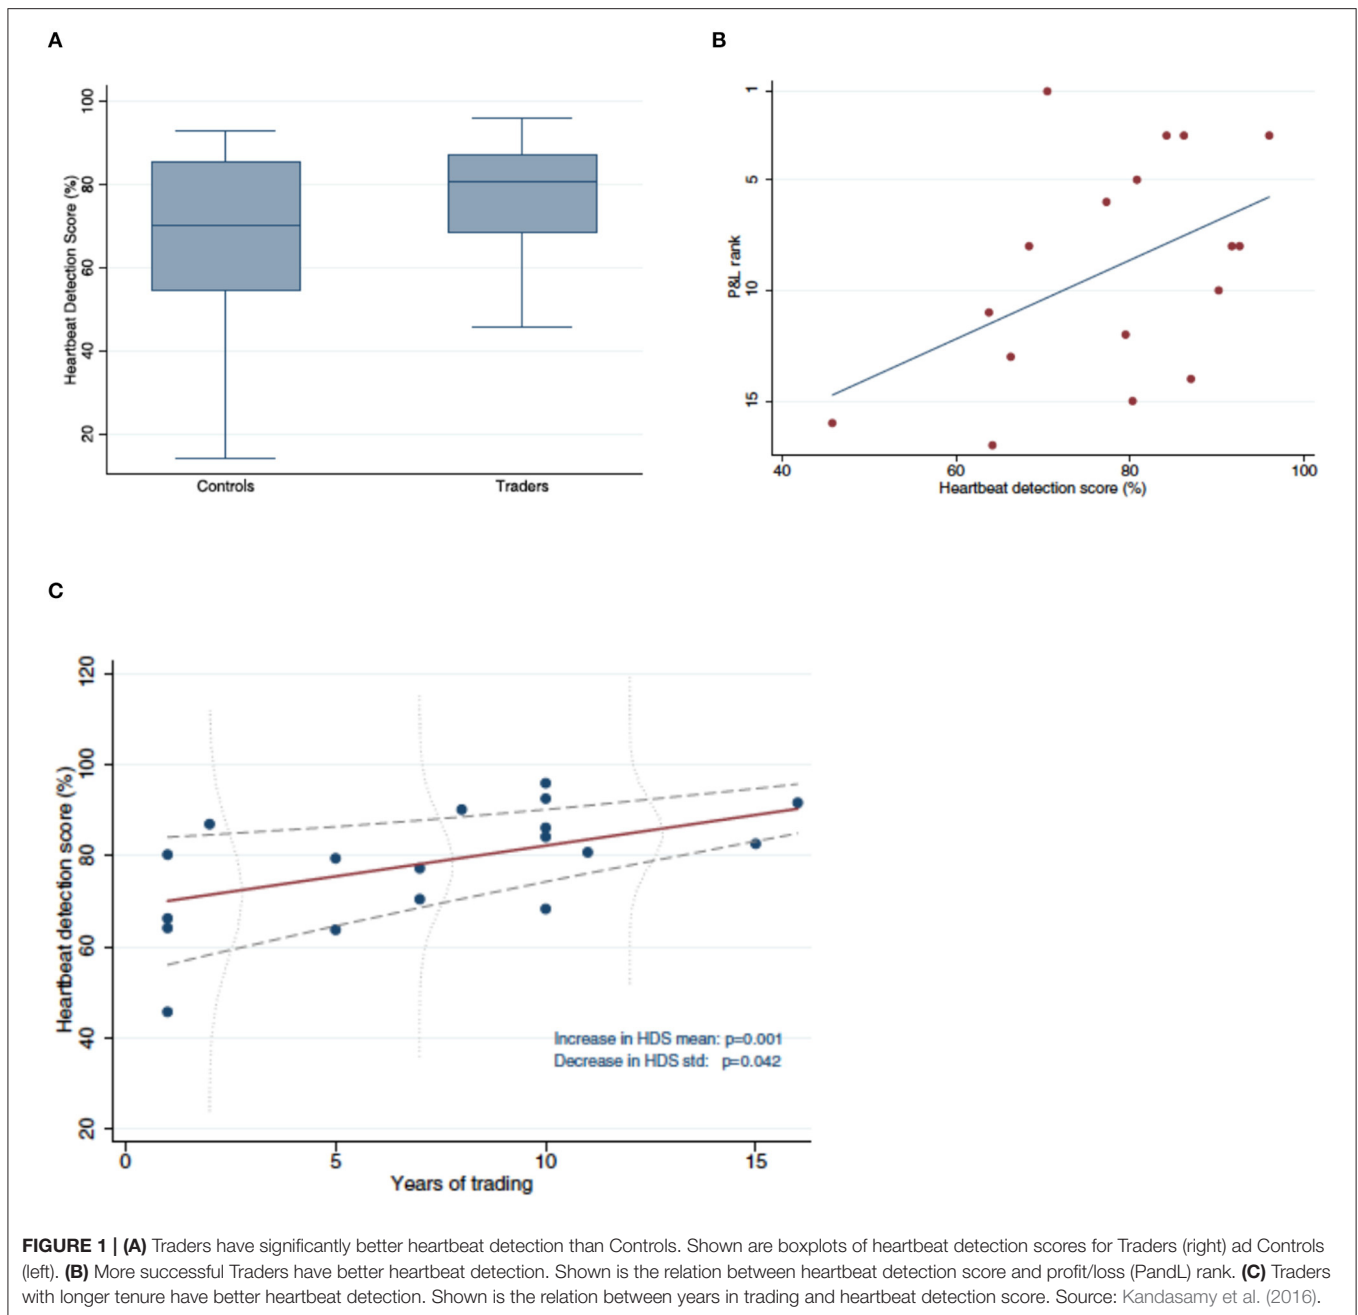 A
Heartbeat Detection Score (%)
100
80
60
40
20
Controls Traders
B
P&L rank
1
5
10
15
40 60 80 100
Heartbeat detection score (%)
C
Heartbeat detection score (%)
120
100
80
60
40
20
Increase in HDS mean: p=0.001
Decrease in HDS std: p=0.042
0 5 10 15
Years of trading
FIGURE 1 | (A) Traders have significantly better heartbeat detection than Controls. Shown are boxplots of heartbeat detection scores for Traders (right) ad Controls
(left). (B) More successful Traders have better heartbeat detection. Shown is the relation between heartbeat detection score and profit/loss (PandL) rank. (C) Traders
with longer tenure have better heartbeat detection. Shown is the relation between years in trading and heartbeat detection score. Source: Kandasamy et al. (2016).